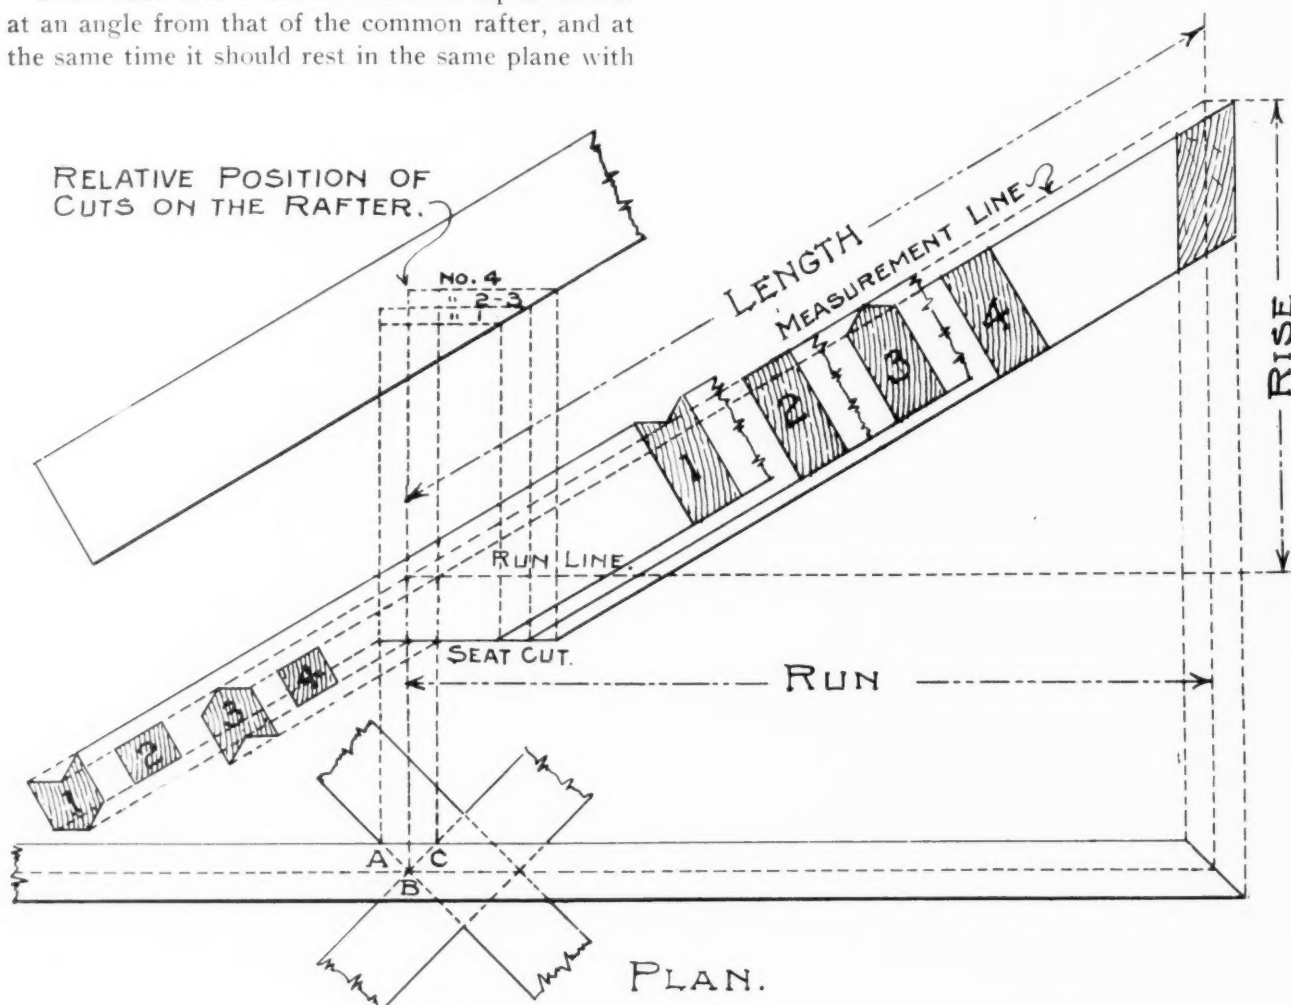 at an angle from that of the common rafter, and at
the same time it should rest in the same plane with
RELATIVE POSITION OF
CUTS ON THE RAFTER.
NO. 4
" 2-3
" 1
LENGTH
MEASUREMENT LINE
RISE
1
2
3
4
RUN LINE.
SEAT CUT.
RUN
1
2
3
4
A
C
B
PLAN.